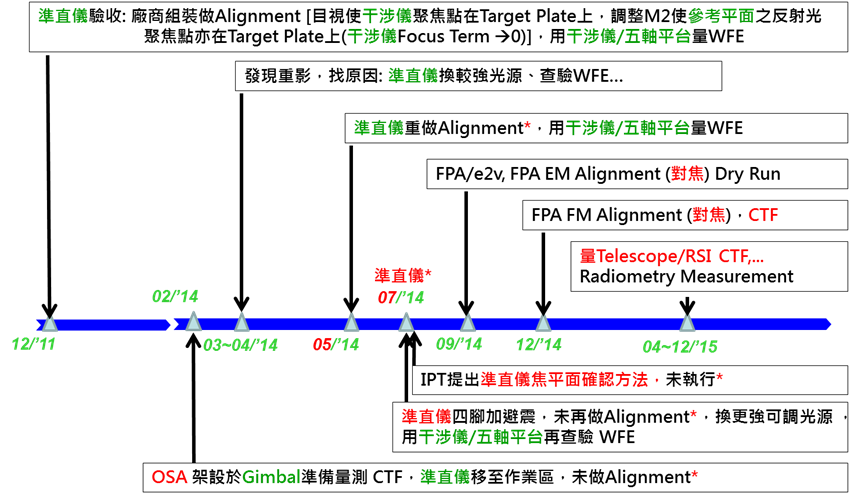 準直儀驗收: 廠商組裝做Alignment [目視使干涉儀聚焦點在Target Plate上，調整M2使參考平面之反射光
聚焦點亦在Target Plate上(干涉儀Focus Term →0)]，用干涉儀/五軸平台量WFE
發現重影，找原因: 準直儀換較強光源、查驗WFE...
準直儀重做Alignment*，用干涉儀/五軸平台量WFE
FPA/e2v, FPA EM Alignment (對焦) Dry Run
FPA FM Alignment (對焦)，CTF
量Telescope/RSI CTF,...
Radiometry Measurement
準直儀*
02/'14
07/'14
12/'11
03~04/'14
05/'14
09/'14
12/'14
04~12/'15
IPT提出準直儀焦平面確認方法，未執行*
準直儀四腳加避震，未再做Alignment*，換更強可調光源，
用干涉儀/五軸平台再查驗 WFE
OSA 架設於Gimbal準備量測 CTF，準直儀移至作業區，未做Alignment*